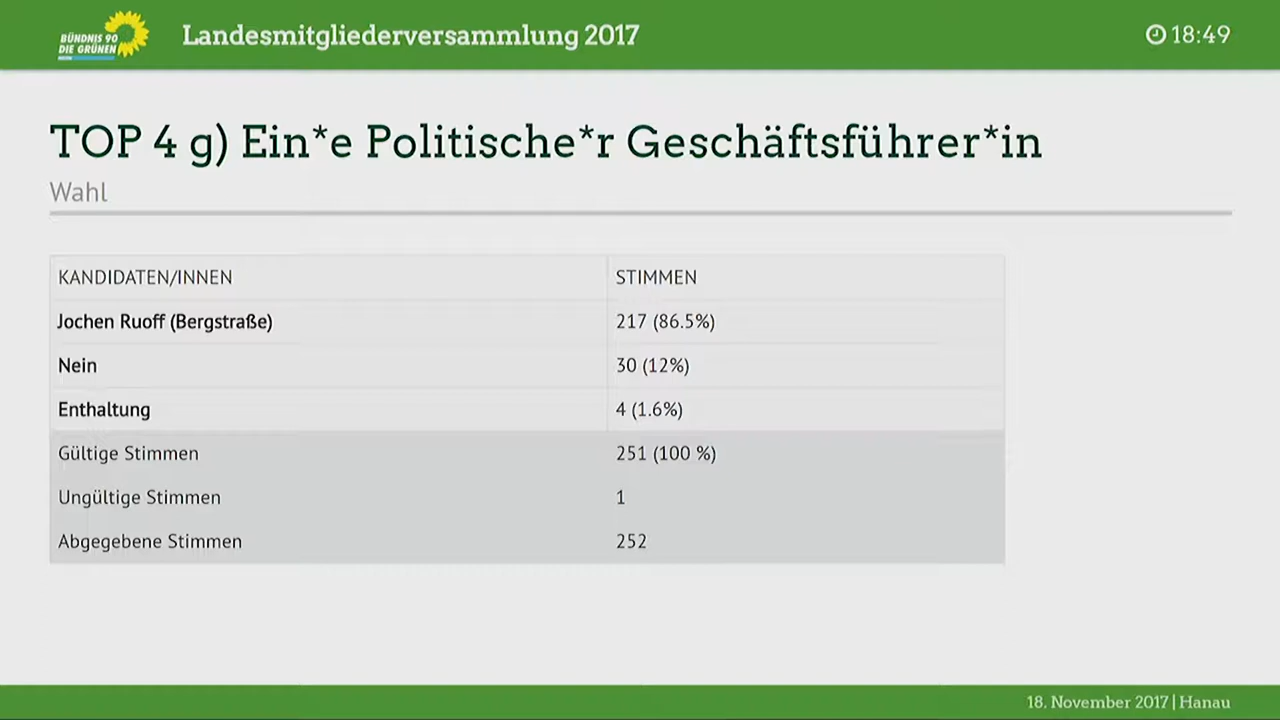 BÜNDNIS 90
DIE GRÜNEN
Landesmitgliederversammlung 2017
18:49
TOP 4 g) Ein*e Politische*r Geschäftsführer*in
Wahl
KANDIDATEN/INNEN STIMMEN
Jochen Ruoff (Bergstraße) 217 (86.5%)
Nein 30 (12%)
Enthaltung 4 (1.6%)
Gültige Stimmen 251 (100 %)
Ungültige Stimmen 1
Abgegebene Stimmen 252
18. November 2017 | Hanau